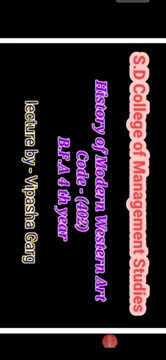 S.D College of Management Studies
History of Modern Western Art
Code - (402)
B.F.A 4 th year
lecture by - Vipasha Garg